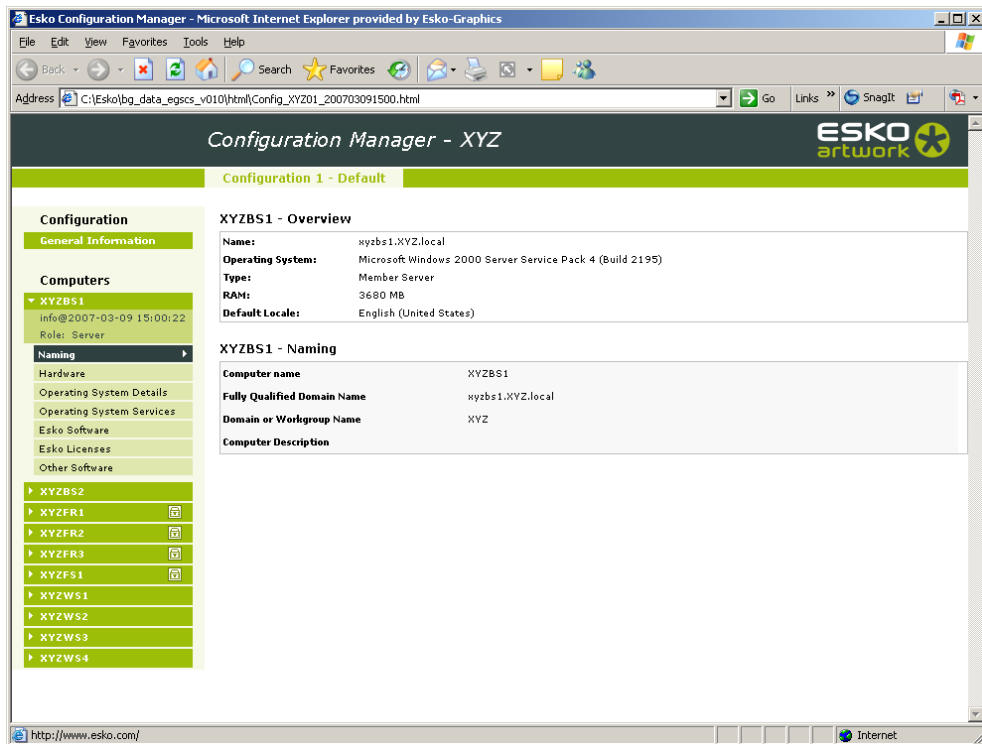 Esko Configuration Manager - Microsoft Internet Explorer provided by Esko-Graphics
File Edit View Favorites Tools Help
Back Search Favorites
Address C:\Esko\bg_data_egscs_v010\html\Config_XYZ01_200703091500.html Go Links » SnagIt
Configuration Manager - XYZ
ESKO artwork
Configuration 1 - Default
Configuration
General Information
Computers
XYZBS1
info@2007-03-09 15:00:22
Role: Server
Naming
Hardware
Operating System Details
Operating System Services
Esko Software
Esko Licenses
Other Software
XYZBS2
XYZFR1
XYZFR2
XYZFR3
XYZFS1
XYZWS1
XYZWS2
XYZWS3
XYZWS4
XYZBS1 - Overview
Name: xyzbs1.XYZ.local
Operating System: Microsoft Windows 2000 Server Service Pack 4 (Build 2195)
Type: Member Server
RAM: 3680 MB
Default Locale: English (United States)
XYZBS1 - Naming
Computer name XYZBS1
Fully Qualified Domain Name xyzbs1.XYZ.local
Domain or Workgroup Name XYZ
Computer Description
http://www.esko.com/ Internet